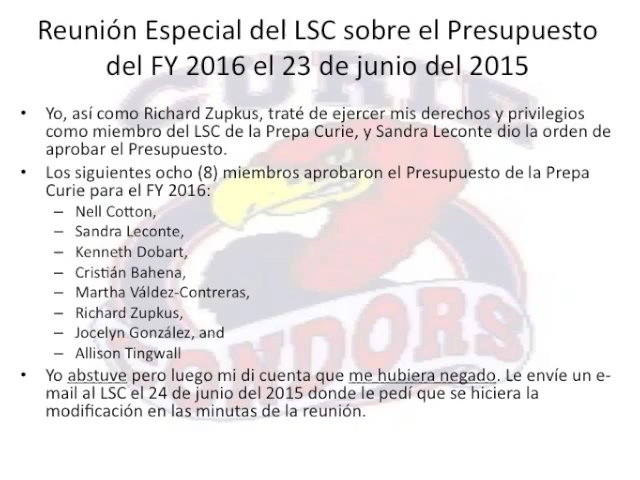 CURIE
CONDORS
Reunión Especial del LSC sobre el Presupuesto
del FY 2016 el 23 de junio del 2015
• Yo, así como Richard Zupkus, traté de ejercer mis derechos y privilegios
como miembro del LSC de la Prepa Curie, y Sandra Leconte dio la orden de
aprobar el Presupuesto.
• Los siguientes ocho (8) miembros aprobaron el Presupuesto de la Prepa
Curie para el FY 2016:
– Nell Cotton,
– Sandra Leconte,
– Kenneth Dobart,
– Cristián Bahena,
– Martha Váldez-Contreras,
– Richard Zupkus,
– Jocelyn González, and
– Allison Tingwall
• Yo abstuve pero luego mi di cuenta que me hubiera negado. Le envíe un e-
mail al LSC el 24 de junio del 2015 donde le pedí que se hiciera la
modificación en las minutas de la reunión.